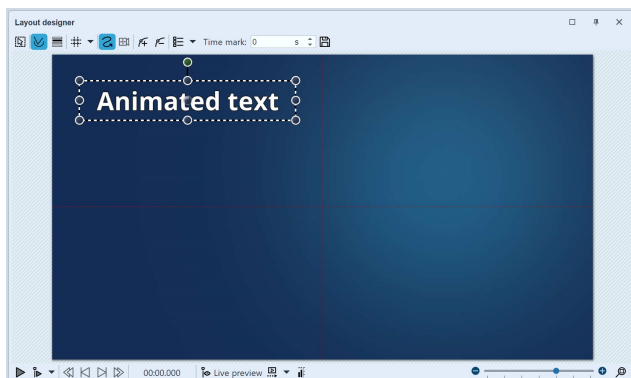 Layout designer
Time mark: 0 s
Animated text
00:00.000 Live preview